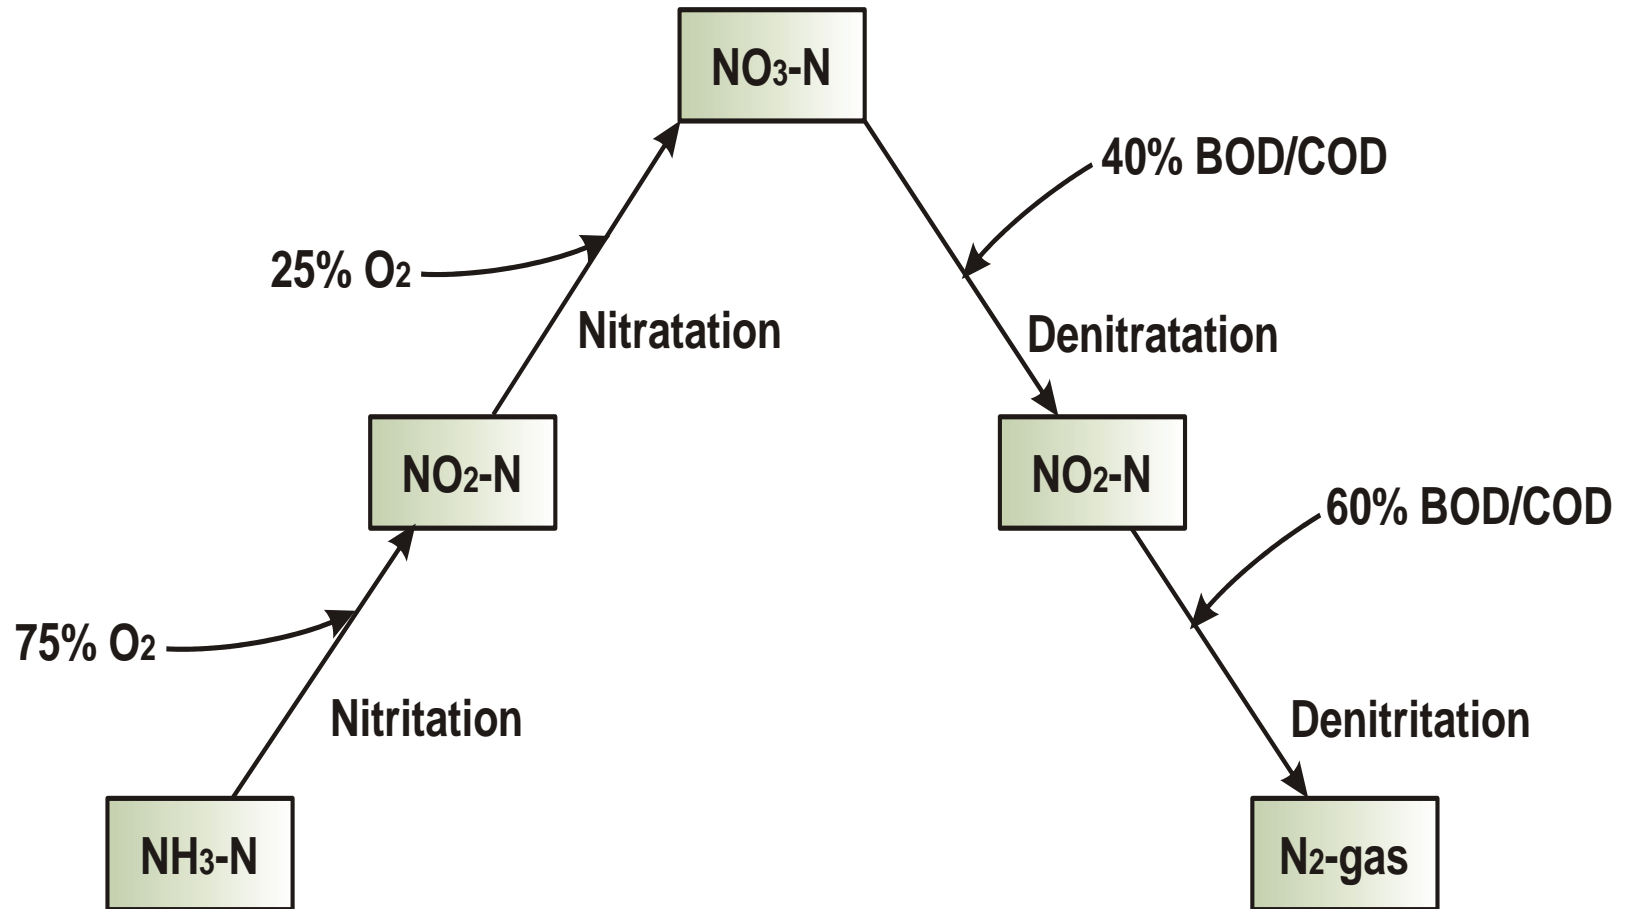 NO₃-N
40% BOD/COD
25% O₂
Nitratation
Denitratation
NO₂-N
NO₂-N
60% BOD/COD
75% O₂
Nitritation
Denitritation
NH₃-N
N₂-gas